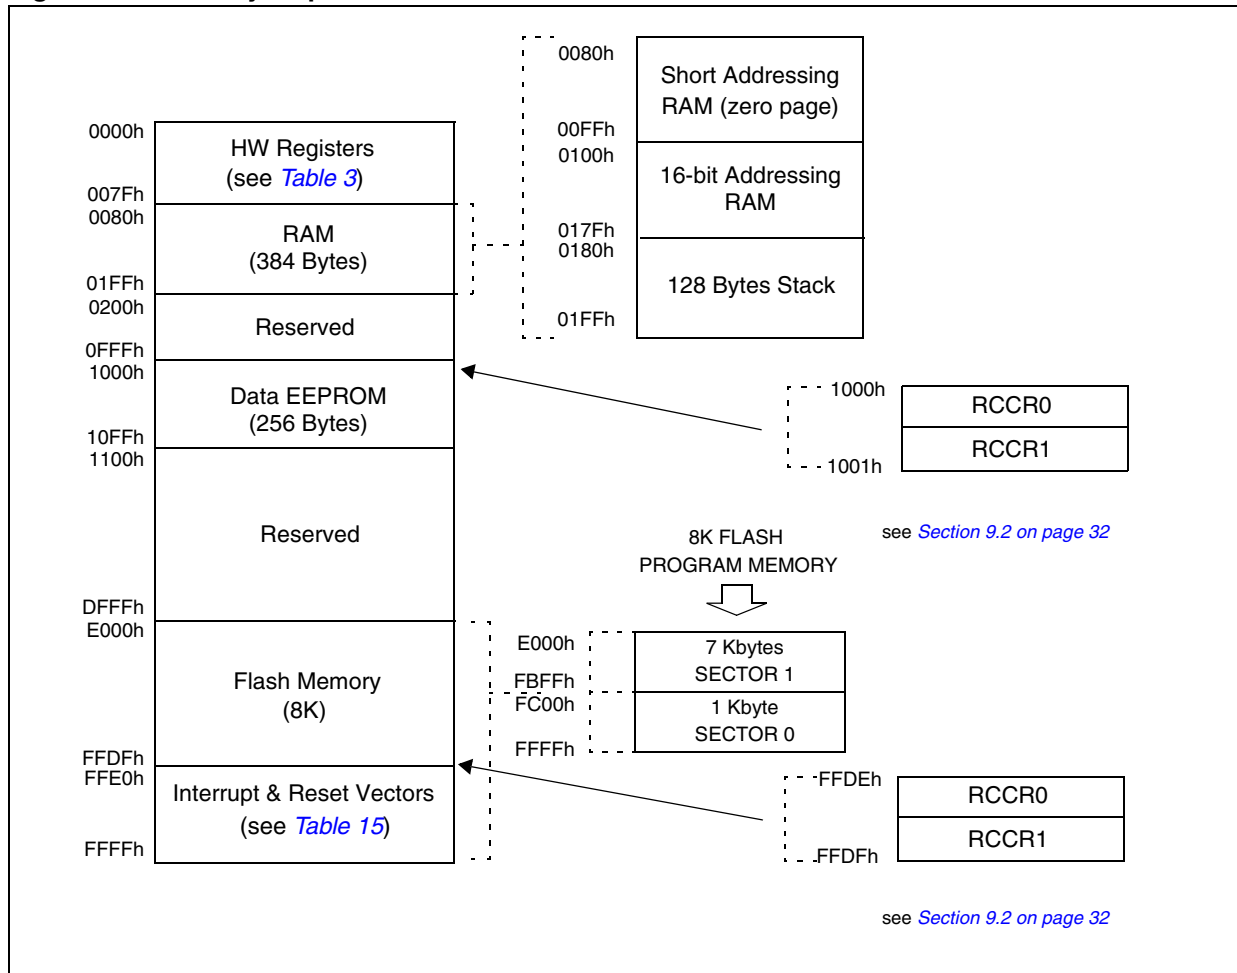 0000h
HW Registers
(see Table 3)
007Fh
0080h
RAM
(384 Bytes)
01FFh
0200h
Reserved
0FFFh
1000h
Data EEPROM
(256 Bytes)
10FFh
1100h
Reserved
DFFFh
E000h
Flash Memory
(8K)
FFDFh
FFE0h
Interrupt & Reset Vectors
(see Table 15)
FFFFh
0080h
Short Addressing
RAM (zero page)
00FFh
0100h
16-bit Addressing
RAM
017Fh
0180h
128 Bytes Stack
01FFh
1000h
RCCR0
RCCR1
1001h
see Section 9.2 on page 32
8K FLASH
PROGRAM MEMORY
E000h
7 Kbytes
SECTOR 1
FBFFh
FC00h
1 Kbyte
SECTOR 0
FFFFh
FFDEh
RCCR0
RCCR1
FFDFh
see Section 9.2 on page 32